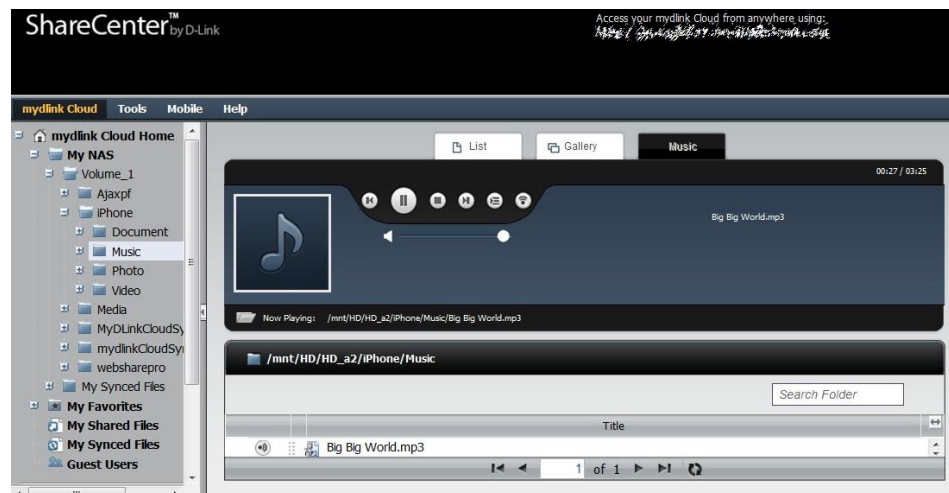 ShareCenter™ by D-Link
Access your mydlink Cloud from anywhere using:
mydlink Cloud Tools Mobile Help
mydlink Cloud Home
My NAS
Volume_1
Ajaxpf
iPhone
Document
Music
Photo
Video
Media
MyDLinkCloudSy
mydlinkCloudSyn
websharepro
My Synced Files
My Favorites
My Shared Files
My Synced Files
Guest Users
List Gallery Music
00:27 / 03:25
Big Big World.mp3
Now Playing: /mnt/HD/HD_a2/iPhone/Music/Big Big World.mp3
/mnt/HD/HD_a2/iPhone/Music
Search Folder
Title
Big Big World.mp3
1 of 1